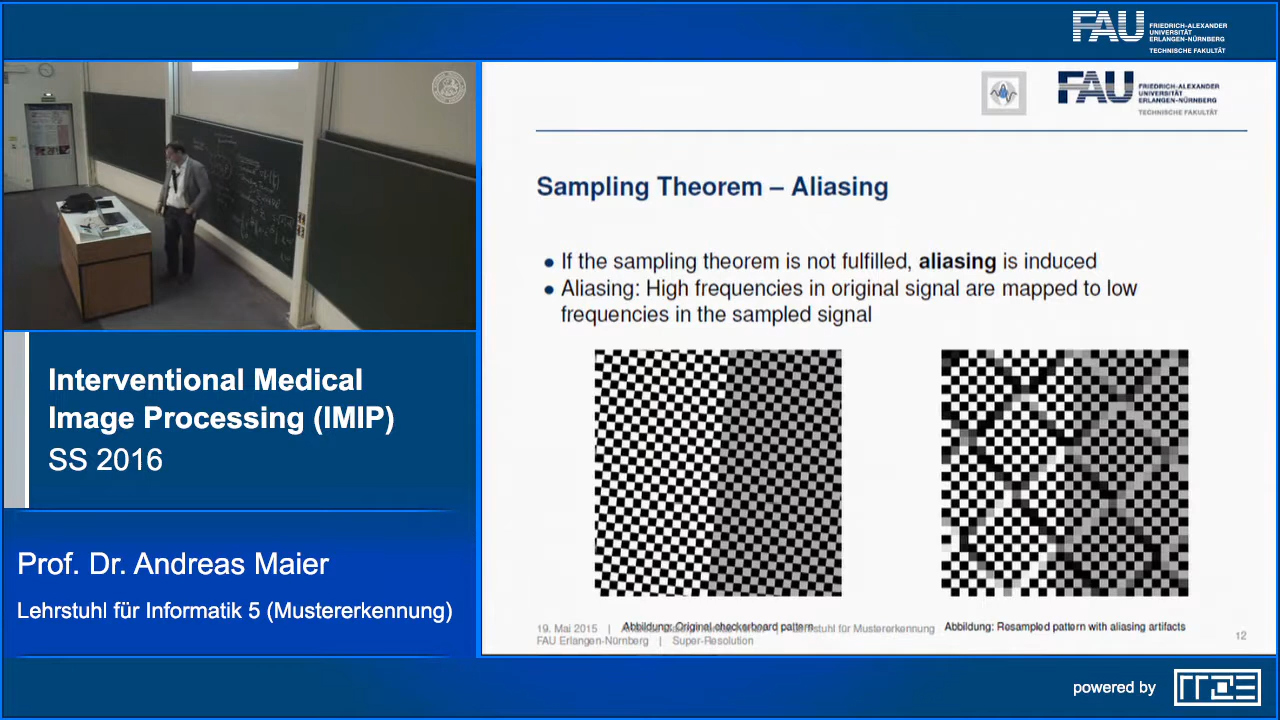 FAU FRIEDRICH-ALEXANDER
UNIVERSITÄT
ERLANGEN-NÜRNBERG
TECHNISCHE FAKULTÄT
FAU FRIEDRICH-ALEXANDER
UNIVERSITÄT
ERLANGEN-NÜRNBERG
TECHNISCHE FAKULTÄT
Sampling Theorem – Aliasing
● If the sampling theorem is not fulfilled, aliasing is induced
● Aliasing: High frequencies in original signal are mapped to low
frequencies in the sampled signal
Abbildung: Original checkerboard pattern
Abbildung: Resampled pattern with aliasing artifacts
19. Mai 2015 | Lehrstuhl für Mustererkennung
FAU Erlangen-Nürnberg | Super-Resolution
12
Interventional Medical
Image Processing (IMIP)
SS 2016
Prof. Dr. Andreas Maier
Lehrstuhl für Informatik 5 (Mustererkennung)
powered by